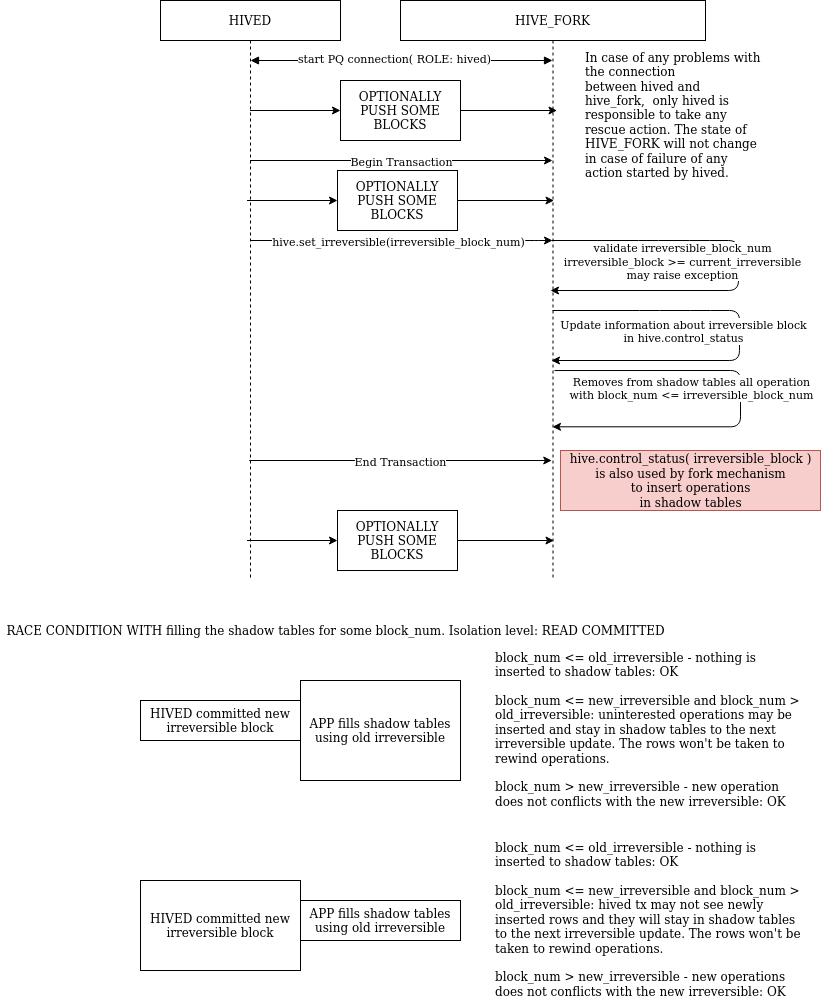 HIVED
HIVE_FORK
start PQ connection( ROLE: hived)
In case of any problems with
the connection
between hived and
hive_fork,  only hived is
responsible to take any
rescue action. The state of
HIVE_FORK will not change
in case of failure of any
action started by hived.
OPTIONALLY
PUSH SOME
BLOCKS
Begin Transaction
OPTIONALLY
PUSH SOME
BLOCKS
hive.set_irreversible(irreversible_block_num)
validate irreversible_block_num
irreversible_block >= current_irreversible
may raise exception
Update information about irreversible block
in hive.control_status
Removes from shadow tables all operation
with block_num <= irreversible_block_num
End Transaction
hive.control_status( irreversible_block )
is also used by fork mechanism
to insert operations
in shadow tables
OPTIONALLY
PUSH SOME
BLOCKS
RACE CONDITION WITH filling the shadow tables for some block_num. Isolation level: READ COMMITTED
HIVED committed new
irreversible block
APP fills shadow tables
using old irreversible
block_num <= old_irreversible - nothing is
inserted to shadow tables: OK
block_num <= new_irreversible and block_num >
old_irreversible: uninterested operations may be
inserted and stay in shadow tables to the next
irreversible update. The rows won't be taken to
rewind operations.
block_num > new_irreversible - new operation
does not conflicts with the new irreversible: OK
HIVED committed new
irreversible block
APP fills shadow tables
using old irreversible
block_num <= old_irreversible - nothing is
inserted to shadow tables: OK
block_num <= new_irreversible and block_num >
old_irreversible: hived tx may not see newly
inserted rows and they will stay in shadow tables
to the next irreversible update. The rows won't be
taken to rewind operations.
block_num > new_irreversible - new operations
does not conflicts with the new irreversible: OK